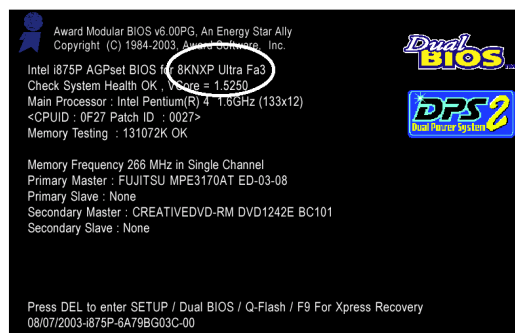 Award Modular BIOS v6.00PG, An Energy Star Ally
Copyright (C) 1984-2003, Award Software, Inc.
Dual
BIOS
Intel i875P AGPset BIOS for 8KNXP Ultra Fa3
Check System Health OK , VCore = 1.5250
Main Processor : Intel Pentium(R) 4 1.6GHz (133x12)
<CPUID : 0F27 Patch ID : 0027>
Memory Testing : 131072K OK
DPS2
Dual Power System
Memory Frequency 266 MHz in Single Channel
Primary Master : FUJITSU MPE3170AT ED-03-08
Primary Slave : None
Secondary Master : CREATIVEDVD-RM DVD1242E BC101
Secondary Slave : None
Press DEL to enter SETUP / Dual BIOS / Q-Flash / F9 For Xpress Recovery
08/07/2003-i875P-6A79BG03C-00